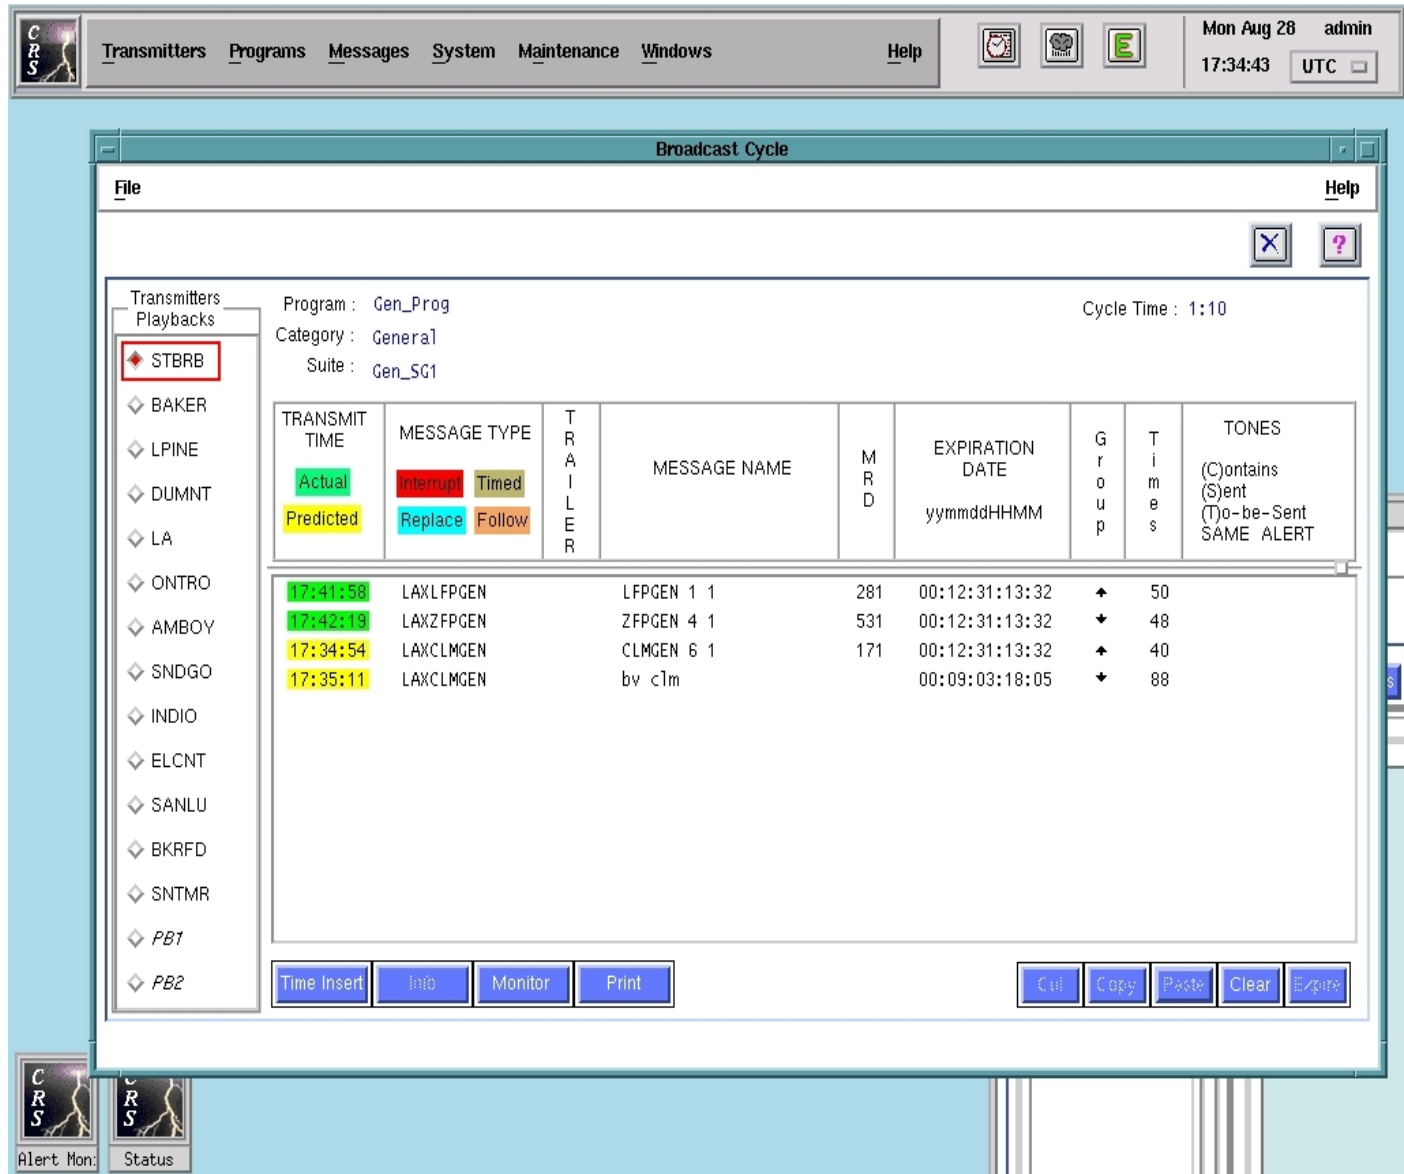 CRS Transmitters Programs Messages System Maintenance Windows Help Mon Aug 28 admin
17:34:43 UTC
Broadcast Cycle
File Help
Transmitters
Playbacks
Program : Gen_Prog Cycle Time : 1:10
Category : General
Suite : Gen_SG1
STBRB
BAKER
LPINE
DUMNT
LA
ONTRO
AMBOY
SNDGO
INDIO
ELCNT
SANLU
BKRFD
SNTMR
PB1
PB2
TRANSMIT
TIME
Actual
Predicted
MESSAGE TYPE
Interrupt Timed
Replace Follow
TRAILER
MESSAGE NAME
MRD
EXPIRATION
DATE
yymmddHHMM
Group
Times
TONES
(C)ontains
(S)ent
(T)o-be-Sent
SAME ALERT
17:41:58 LAXLFPGEN LFPGEN 1 1 281 00:12:31:13:32 50
17:42:19 LAXZFPGEN ZFPGEN 4 1 531 00:12:31:13:32 48
17:34:54 LAXCLMGEN CLMGEN 6 1 171 00:12:31:13:32 40
17:35:11 LAXCLMGEN bv clm 00:09:03:18:05 88
Time Insert Info Monitor Print Cut Copy Paste Clear Expire
CRS CRS
Alert Mon: Status